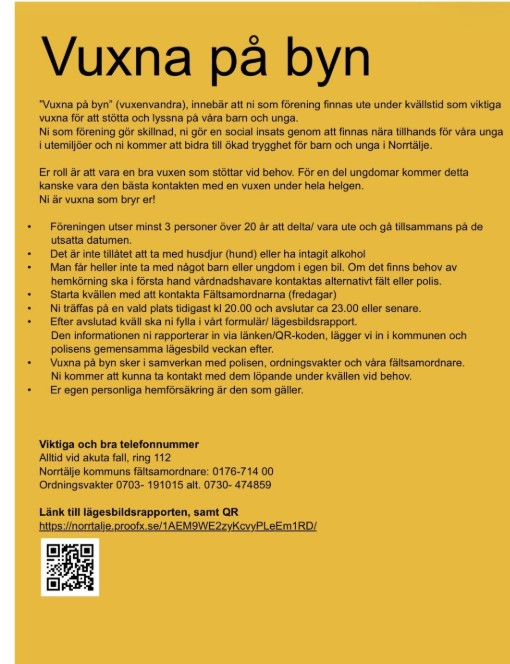 Vuxna på byn
”Vuxna på byn” (vuxenvandra), innebär att ni som förening finnas ute under kvällstid som viktiga
vuxna för att stötta och lyssna på våra barn och unga.
Ni som förening gör skillnad, ni gör en social insats genom att finnas nära tillhands för våra unga
i utemiljöer och ni kommer att bidra till ökad trygghet för barn och unga i Norrtälje.
Er roll är att vara en bra vuxen som stöttar vid behov. För en del ungdomar kommer detta
kanske vara den bästa kontakten med en vuxen under hela helgen.
Ni är vuxna som bryr er!
• Föreningen utser minst 3 personer över 20 år att delta/ vara ute och gå tillsammans på de
utsatta datumen.
• Det är inte tillåtet att ta med husdjur (hund) eller ha intagit alkohol
• Man får heller inte ta med något barn eller ungdom i egen bil. Om det finns behov av
hemkörning ska i första hand vårdnadshavare kontaktas alternativt fält eller polis.
• Starta kvällen med att kontakta Fältsamordnarna (fredagar)
• Ni träffas på en vald plats tidigast kl 20.00 och avslutar ca 23.00 eller senare.
• Efter avslutad kväll ska ni fylla i vårt formulär/ lägesbildsrapport.
Den informationen ni rapporterar in via länken/QR-koden, lägger vi in i kommunen och
polisens gemensamma lägesbild veckan efter.
• Vuxna på byn sker i samverkan med polisen, ordningsvakter och våra fältsamordnare.
Ni kommer att kunna ta kontakt med dem löpande under kvällen vid behov.
• Er egen personliga hemförsäkring är den som gäller.
Viktiga och bra telefonnummer
Alltid vid akuta fall, ring 112
Norrtälje kommuns fältsamordnare: 0176-714 00
Ordningsvakter 0703- 191015 alt. 0730- 474859
Länk till lägesbildsrapporten, samt QR
https://norrtalje.proofx.se/1AEM9WE2zyKcvyPLeEm1RD/